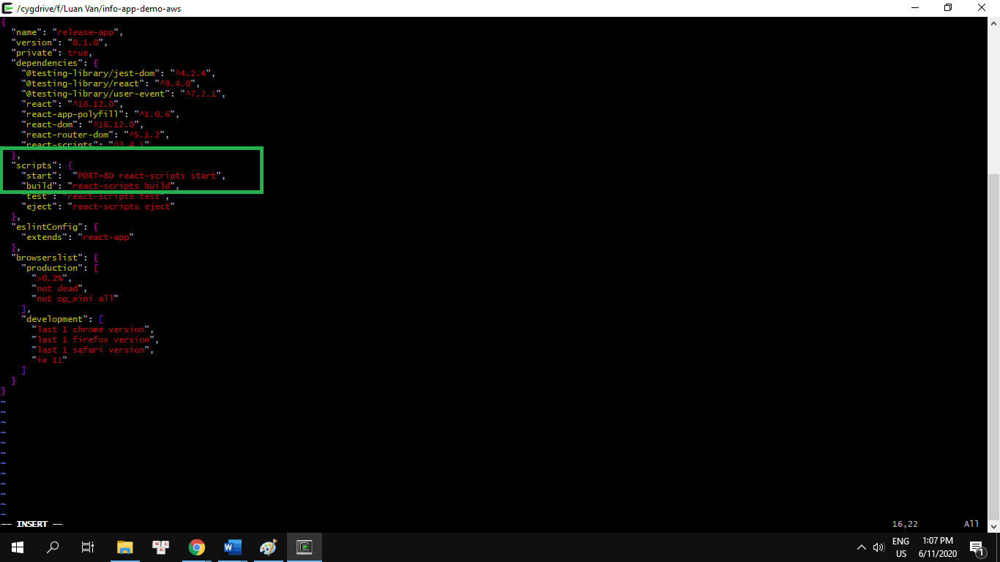 /cygdrive/f/Luan Van/info-app-demo-aws
{
  "name": "release-app",
  "version": "0.1.0",
  "private": true,
  "dependencies": {
    "@testing-library/jest-dom": "^4.2.4",
    "@testing-library/react": "^9.4.0",
    "@testing-library/user-event": "^7.2.1",
    "react": "^16.12.0",
    "react-app-polyfill": "^1.0.6",
    "react-dom": "^16.12.0",
    "react-router-dom": "^5.1.2",
    "react-scripts": "^3.4.1"
  },
  "scripts": {
    "start":  "PORT=80 react-scripts start",
    "build": "react-scripts build",
    "test": "react-scripts test",
    "eject": "react-scripts eject"
  },
  "eslintConfig": {
    "extends": "react-app"
  },
  "browserslist": {
    "production": [
      ">0.2%",
      "not dead",
      "not op_mini all"
    ],
    "development": [
      "last 1 chrome version",
      "last 1 firefox version",
      "last 1 safari version",
      "ie 11"
    ]
  }
}
~
~
~
~
~
~
~
~
~
~
~
~
-- INSERT -- 16,22 All
ENG 1:07 PM
US 6/11/2020 1